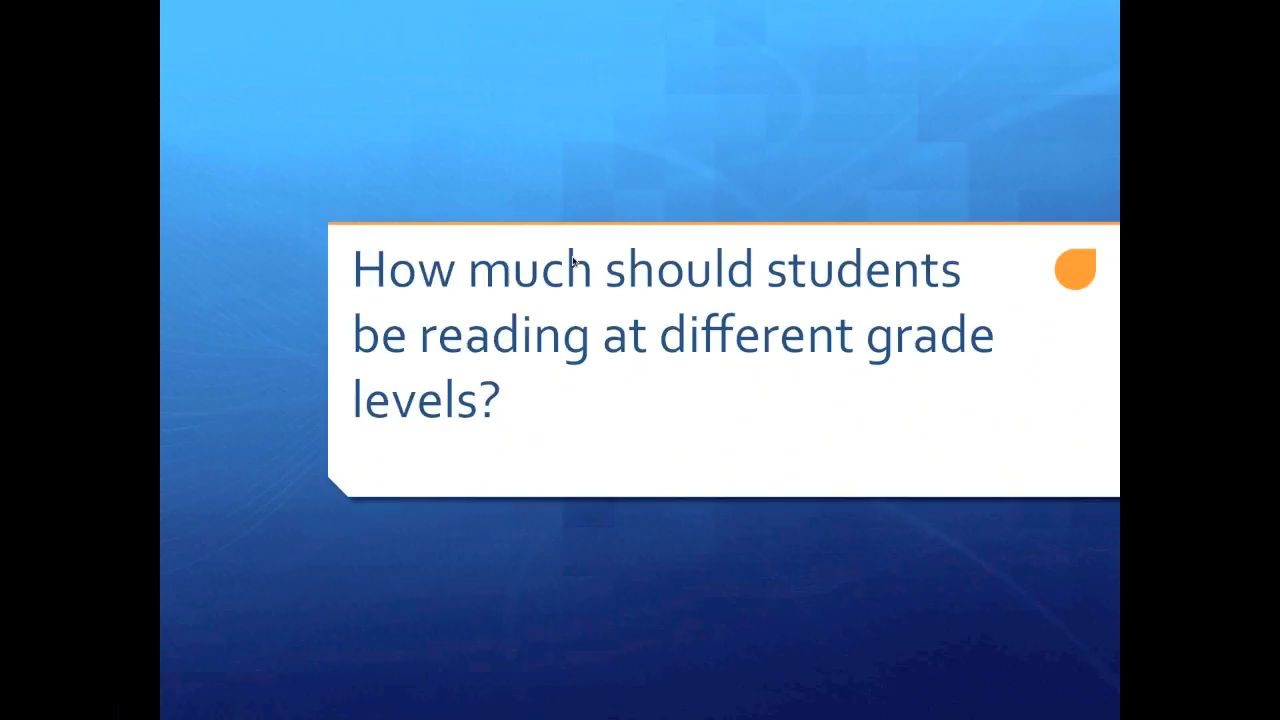 How much should students
be reading at different grade
levels?